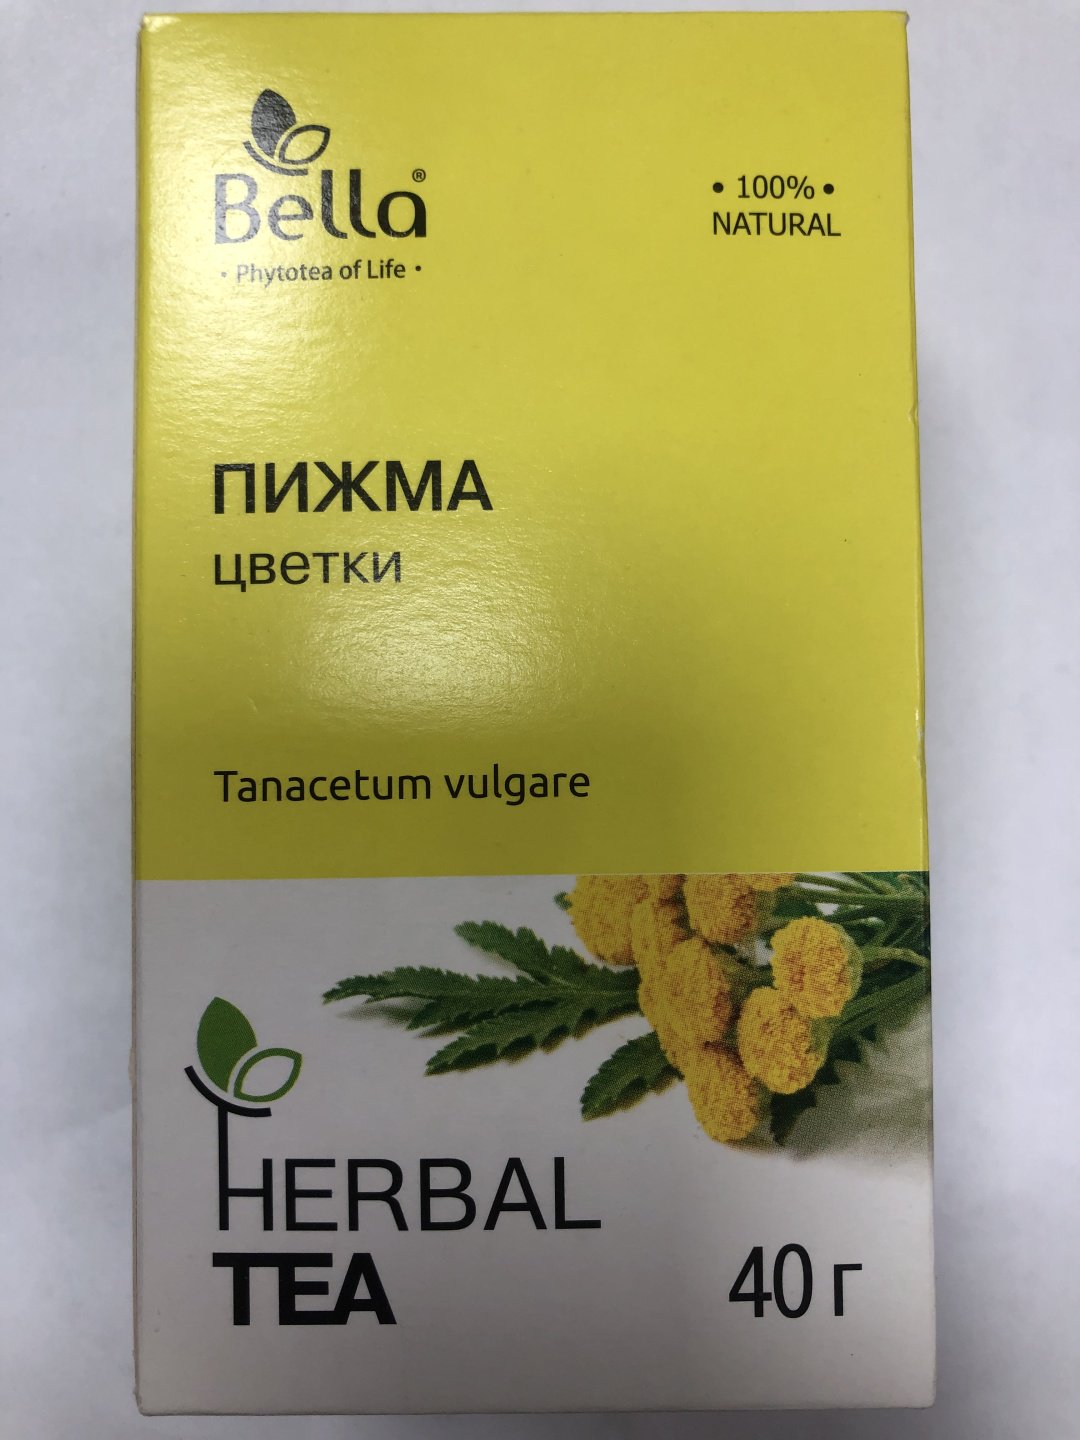 Bella®
• Phytotea of Life •
• 100% •
NATURAL
ПИЖМА
цветки
Tanacetum vulgare
HERBAL
TEA
40 г